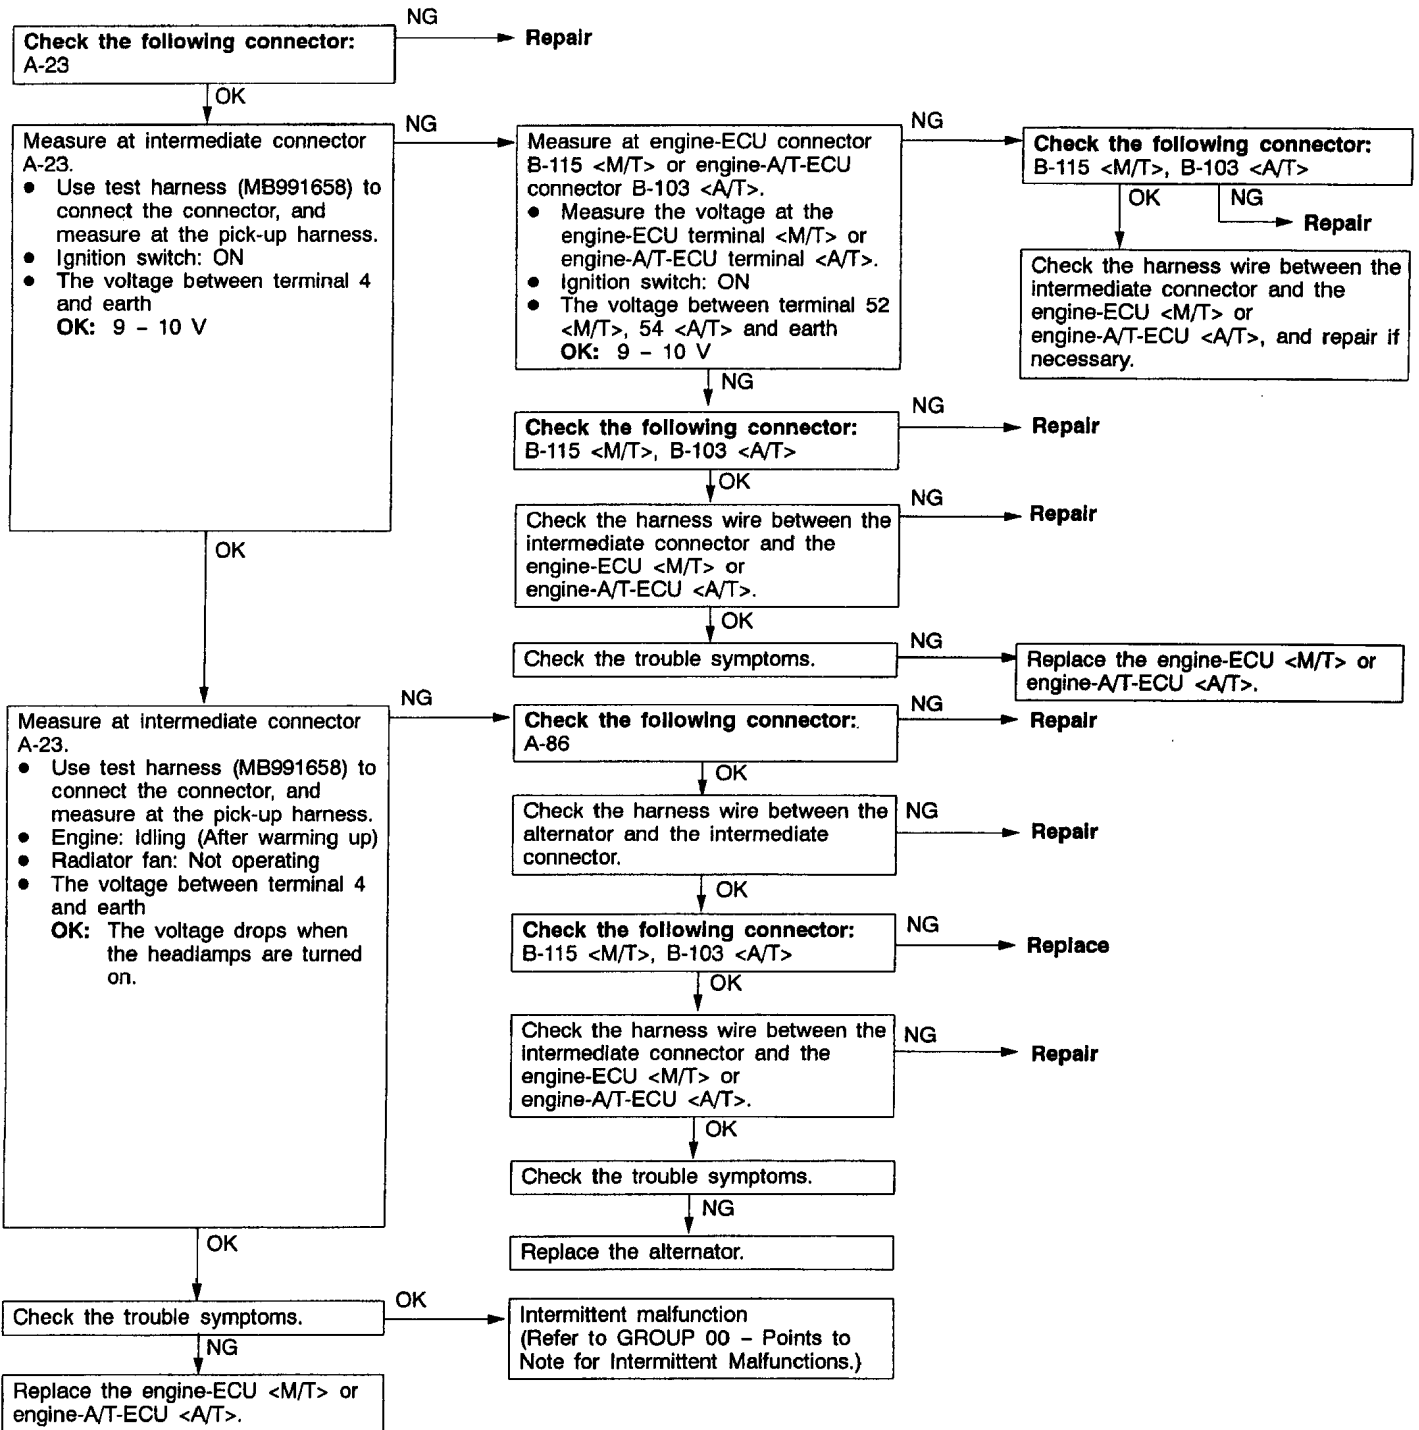 NG
Check the following connector:
A-23
Repair
OK
Measure at intermediate connector
A-23.
● Use test harness (MB991658) to
connect the connector, and
measure at the pick-up harness.
● Ignition switch: ON
● The voltage between terminal 4
and earth
OK: 9 – 10 V
NG
Measure at engine-ECU connector
B-115 <M/T> or engine-A/T-ECU
connector B-103 <A/T>.
● Measure the voltage at the
engine-ECU terminal <M/T> or
engine-A/T-ECU terminal <A/T>.
● Ignition switch: ON
● The voltage between terminal 52
<M/T>, 54 <A/T> and earth
OK: 9 – 10 V
NG
Check the following connector:
B-115 <M/T>, B-103 <A/T>
OK
NG
Repair
Check the harness wire between the
intermediate connector and the
engine-ECU <M/T> or
engine-A/T-ECU <A/T>, and repair if
necessary.
NG
Check the following connector:
B-115 <M/T>, B-103 <A/T>
NG
Repair
OK
Check the harness wire between the
intermediate connector and the
engine-ECU <M/T> or
engine-A/T-ECU <A/T>.
NG
Repair
OK
Check the trouble symptoms.
NG
Replace the engine-ECU <M/T> or
engine-A/T-ECU <A/T>.
OK
Measure at intermediate connector
A-23.
● Use test harness (MB991658) to
connect the connector, and
measure at the pick-up harness.
● Engine: Idling (After warming up)
● Radiator fan: Not operating
● The voltage between terminal 4
and earth
OK: The voltage drops when
the headlamps are turned
on.
NG
Check the following connector:
A-86
NG
Repair
OK
Check the harness wire between the
alternator and the intermediate
connector.
NG
Repair
OK
Check the following connector:
B-115 <M/T>, B-103 <A/T>
NG
Replace
OK
Check the harness wire between the
intermediate connector and the
engine-ECU <M/T> or
engine-A/T-ECU <A/T>.
NG
Repair
OK
Check the trouble symptoms.
NG
Replace the alternator.
OK
Check the trouble symptoms.
OK
Intermittent malfunction
(Refer to GROUP 00 – Points to
Note for Intermittent Malfunctions.)
NG
Replace the engine-ECU <M/T> or
engine-A/T-ECU <A/T>.